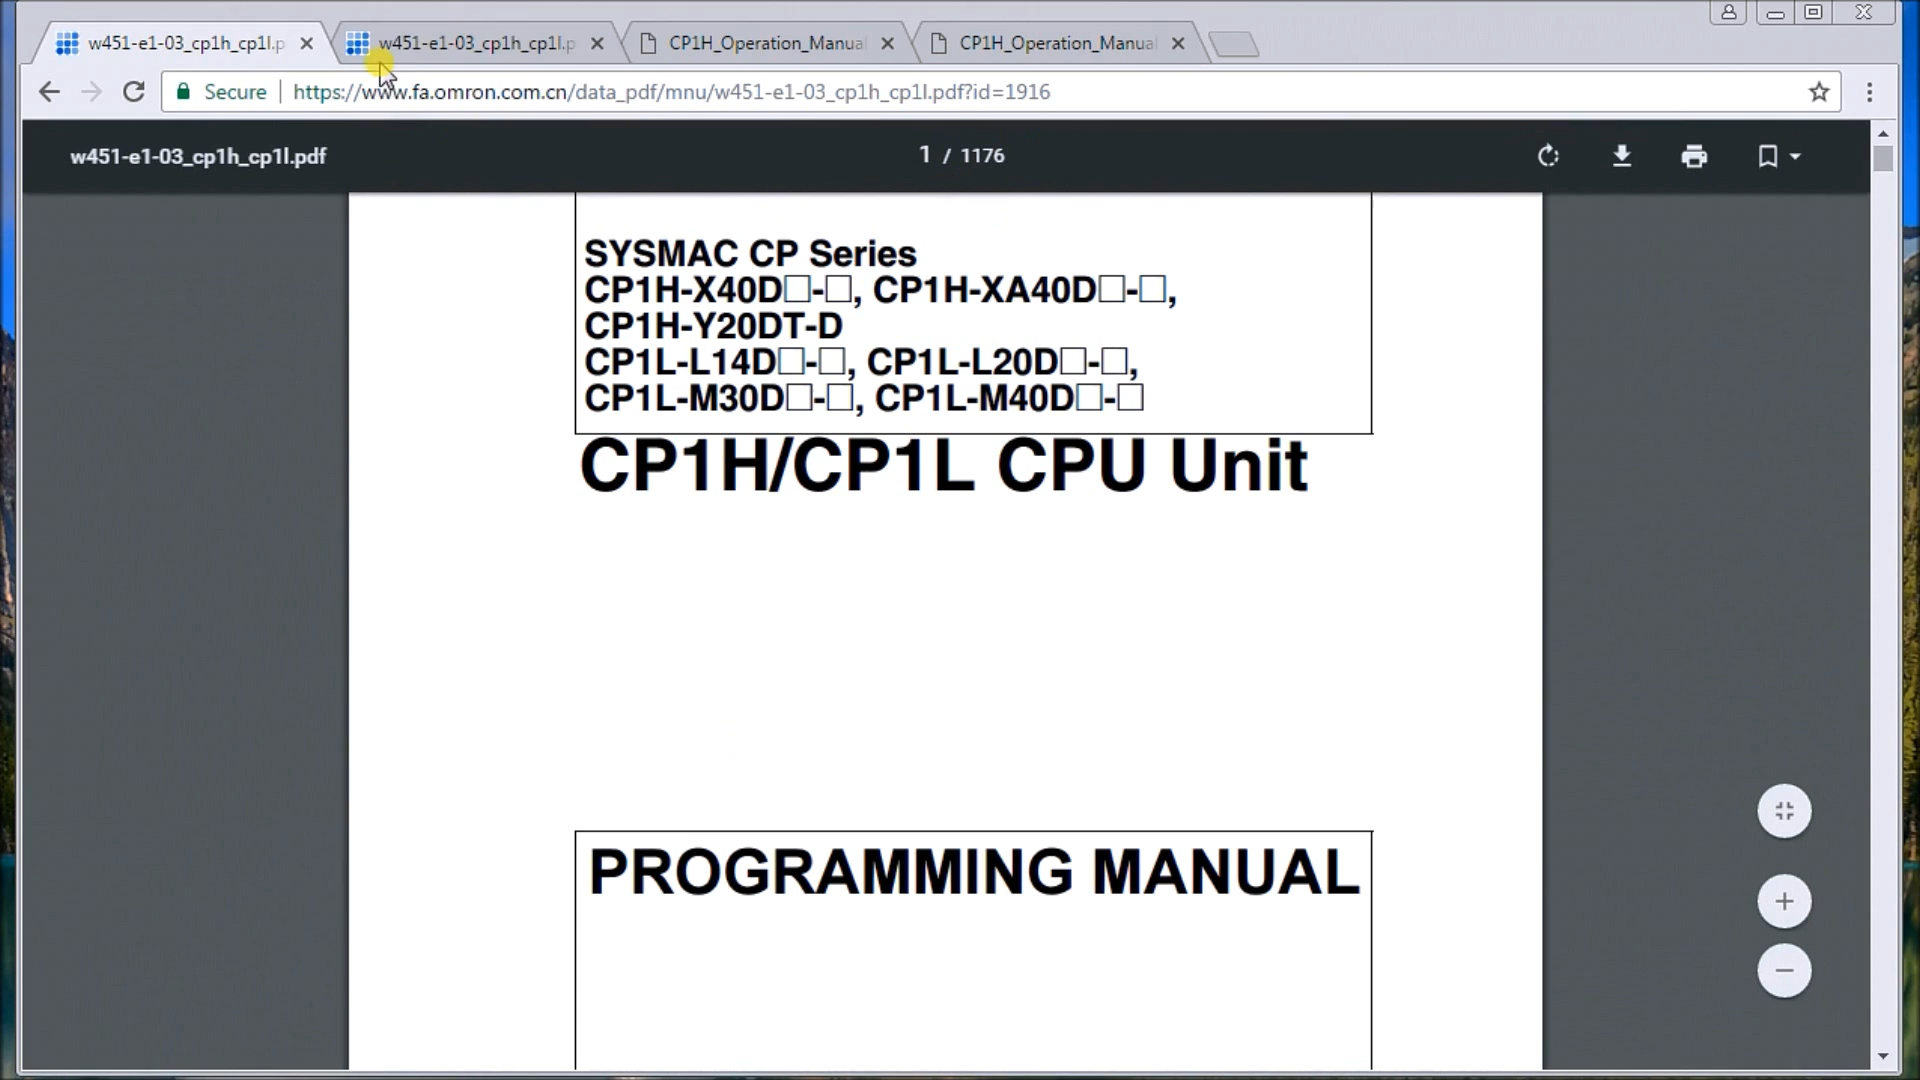 w451-e1-03_cp1h_cp1l.p
w451-e1-03_cp1h_cp1l.p
CP1H_Operation_Manual
CP1H_Operation_Manual
Secure
https://www.fa.omron.com.cn/data_pdf/mnu/w451-e1-03_cp1h_cp1l.pdf?id=1916
w451-e1-03_cp1h_cp1l.pdf
1 / 1176
SYSMAC CP Series
CP1H-X40D□-□, CP1H-XA40D□-□,
CP1H-Y20DT-D
CP1L-L14D□-□, CP1L-L20D□-□,
CP1L-M30D□-□, CP1L-M40D□-□
CP1H/CP1L CPU Unit
PROGRAMMING MANUAL